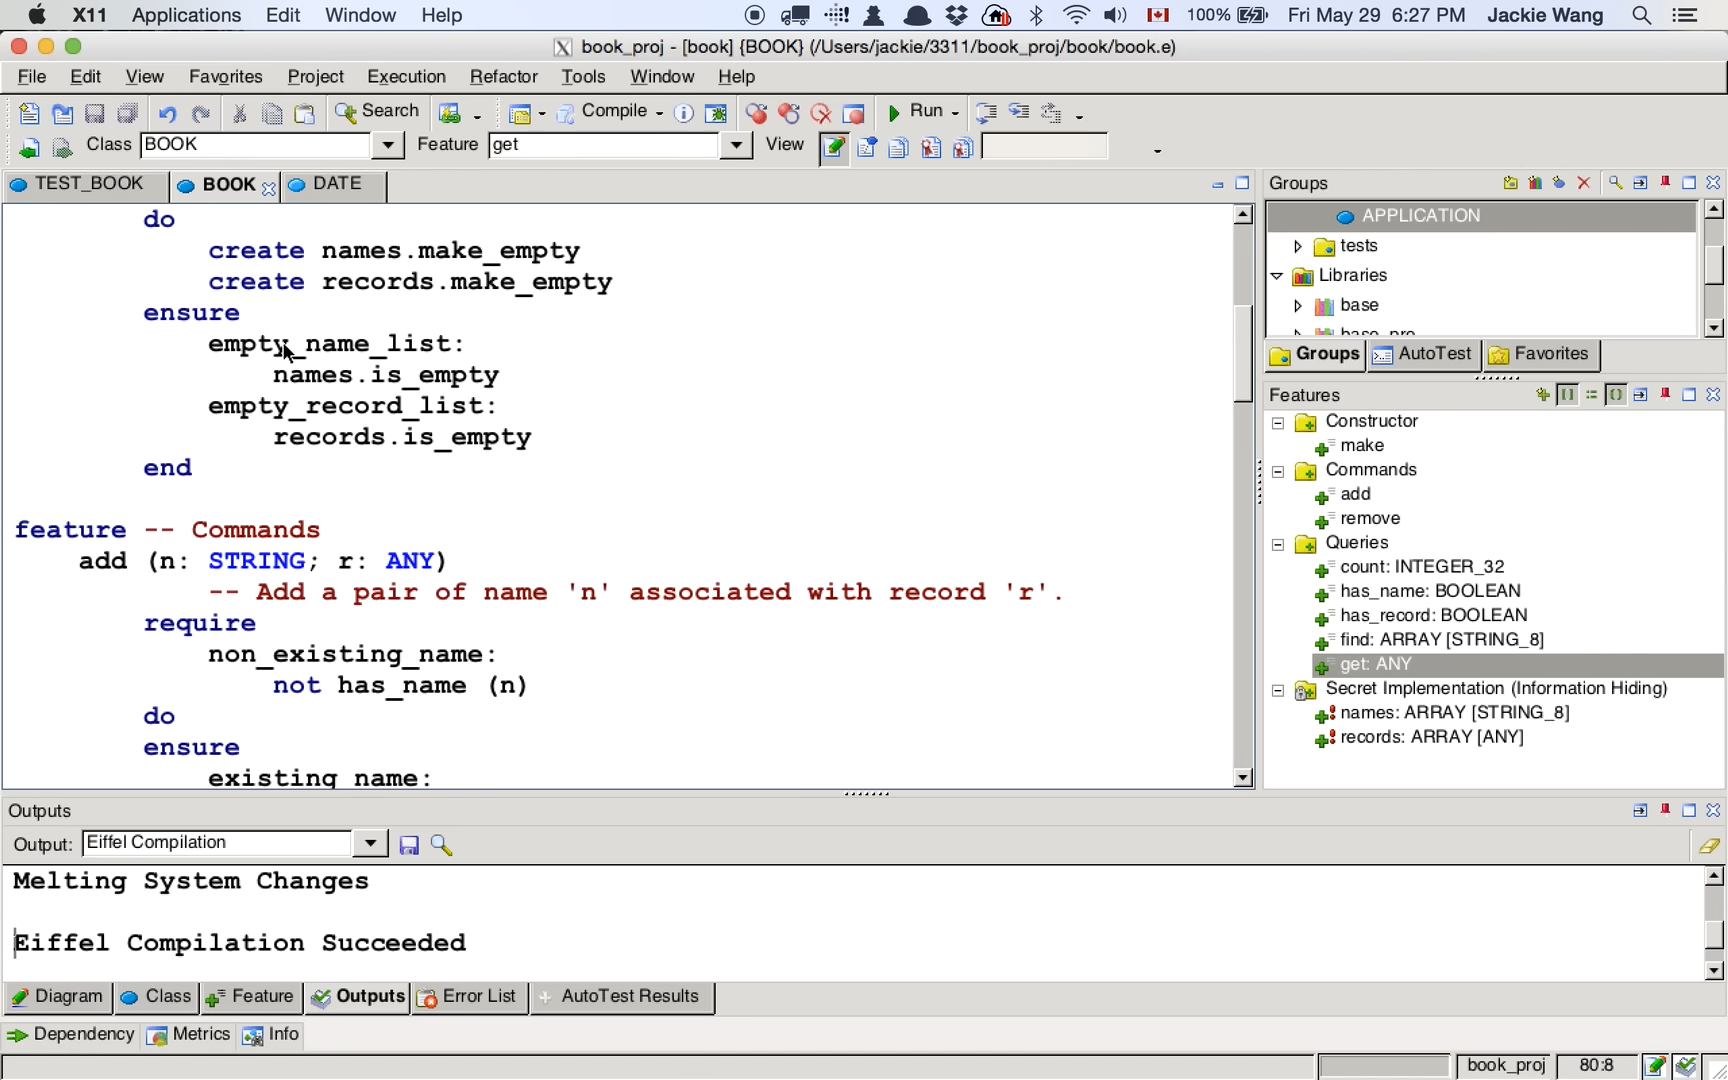 X11 Applications Edit Window Help 100% Fri May 29 6:27 PM Jackie Wang
book_proj - [book] {BOOK} (/Users/jackie/3311/book_proj/book/book.e)
File Edit View Favorites Project Execution Refactor Tools Window Help
Search Compile Run
Class BOOK Feature get View
TEST_BOOK BOOK DATE
do
create names.make_empty
create records.make_empty
ensure
empty_name_list:
names.is_empty
empty_record_list:
records.is_empty
end
feature -- Commands
add (n: STRING; r: ANY)
-- Add a pair of name 'n' associated with record 'r'.
require
non_existing_name:
not has_name (n)
do
ensure
existing name:
Groups
APPLICATION
tests
Libraries
base
base_pre
Groups AutoTest Favorites
Features
Constructor
make
Commands
add
remove
Queries
count: INTEGER_32
has_name: BOOLEAN
has_record: BOOLEAN
find: ARRAY [STRING_8]
get: ANY
Secret Implementation (Information Hiding)
names: ARRAY [STRING_8]
records: ARRAY [ANY]
Outputs
Output: Eiffel Compilation
Melting System Changes
Eiffel Compilation Succeeded
Diagram Class Feature Outputs Error List AutoTest Results
Dependency Metrics Info
book_proj 80:8